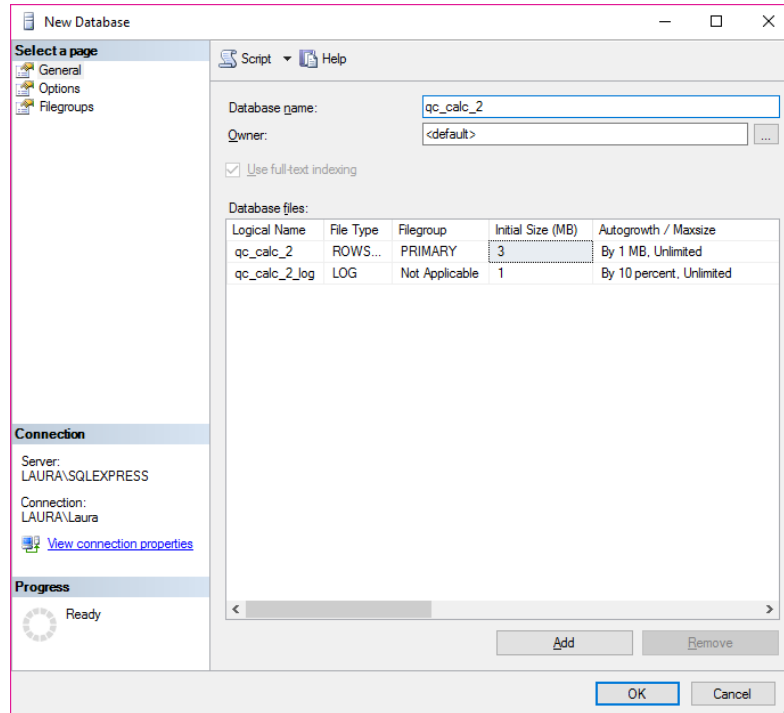 New Database
Select a page
General
Options
Filegroups
Script Help
Database name: qc_calc_2
Owner: <default> ...
Use full-text indexing
Database files:
Logical Name File Type Filegroup Initial Size (MB) Autogrowth / Maxsize
qc_calc_2 ROWS... PRIMARY 3 By 1 MB, Unlimited
qc_calc_2_log LOG Not Applicable 1 By 10 percent, Unlimited
Connection
Server:
LAURA\SQLEXPRESS
Connection:
LAURA\Laura
View connection properties
Progress
Ready
Add Remove
OK Cancel